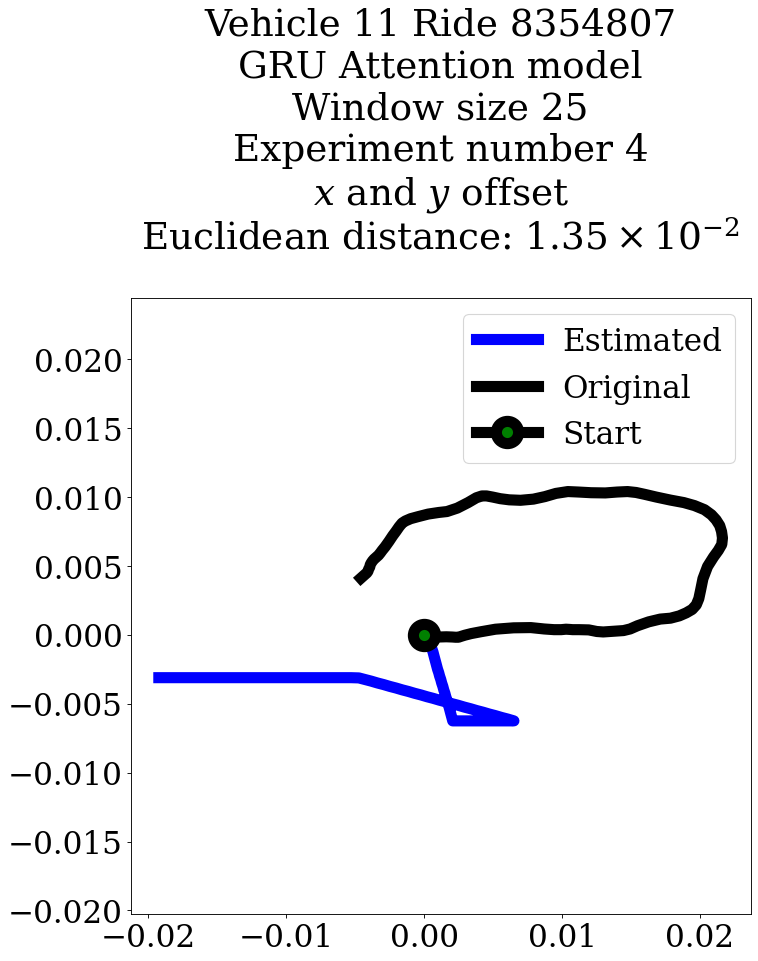 Vehicle 11 Ride 8354807
GRU Attention model
Window size 25
Experiment number 4
x and y offset
Euclidean distance: 1.35 × 10⁻²
Estimated
Original
Start
0.020
0.015
0.010
0.005
0.000
−0.005
−0.010
−0.015
−0.020
−0.02 −0.01 0.00 0.01 0.02